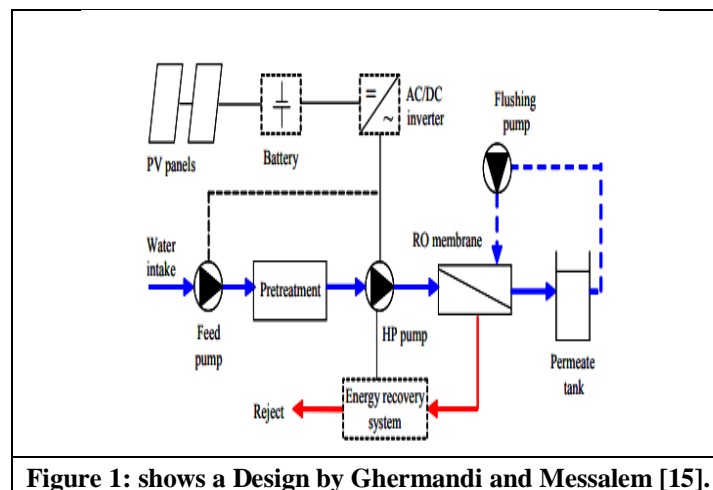 PV panels
Battery
=
~
AC/DC
inverter
Flushing
pump
Water
intake
Feed
pump
Pretreatment
HP pump
RO membrane
Permeate
tank
Energy recovery
system
Reject
Figure 1: shows a Design by Ghermandi and Messalem [15].